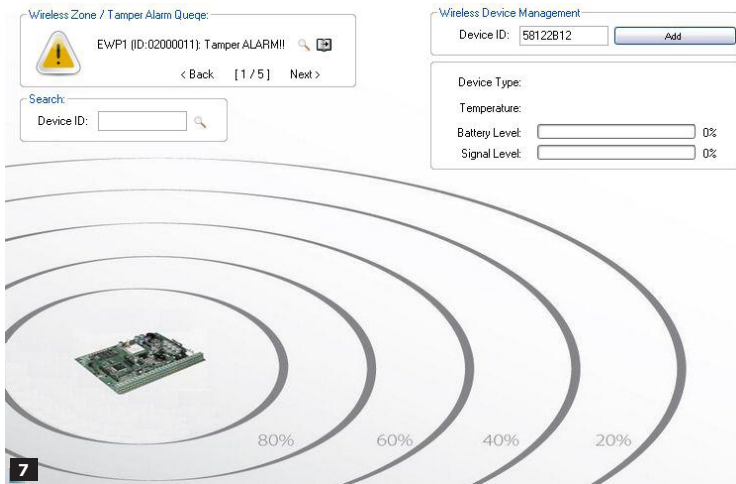 Wireless Zone / Tamper Alarm Queqe:
EWP1 (ID:02000011): Tamper ALARM!!
< Back [ 1 / 5 ] Next >
Search:
Device ID:
Wireless Device Management
Device ID: 58122B12 Add
Device Type:
Temperature:
Battery Level: 0%
Signal Level: 0%
80% 60% 40% 20%
7